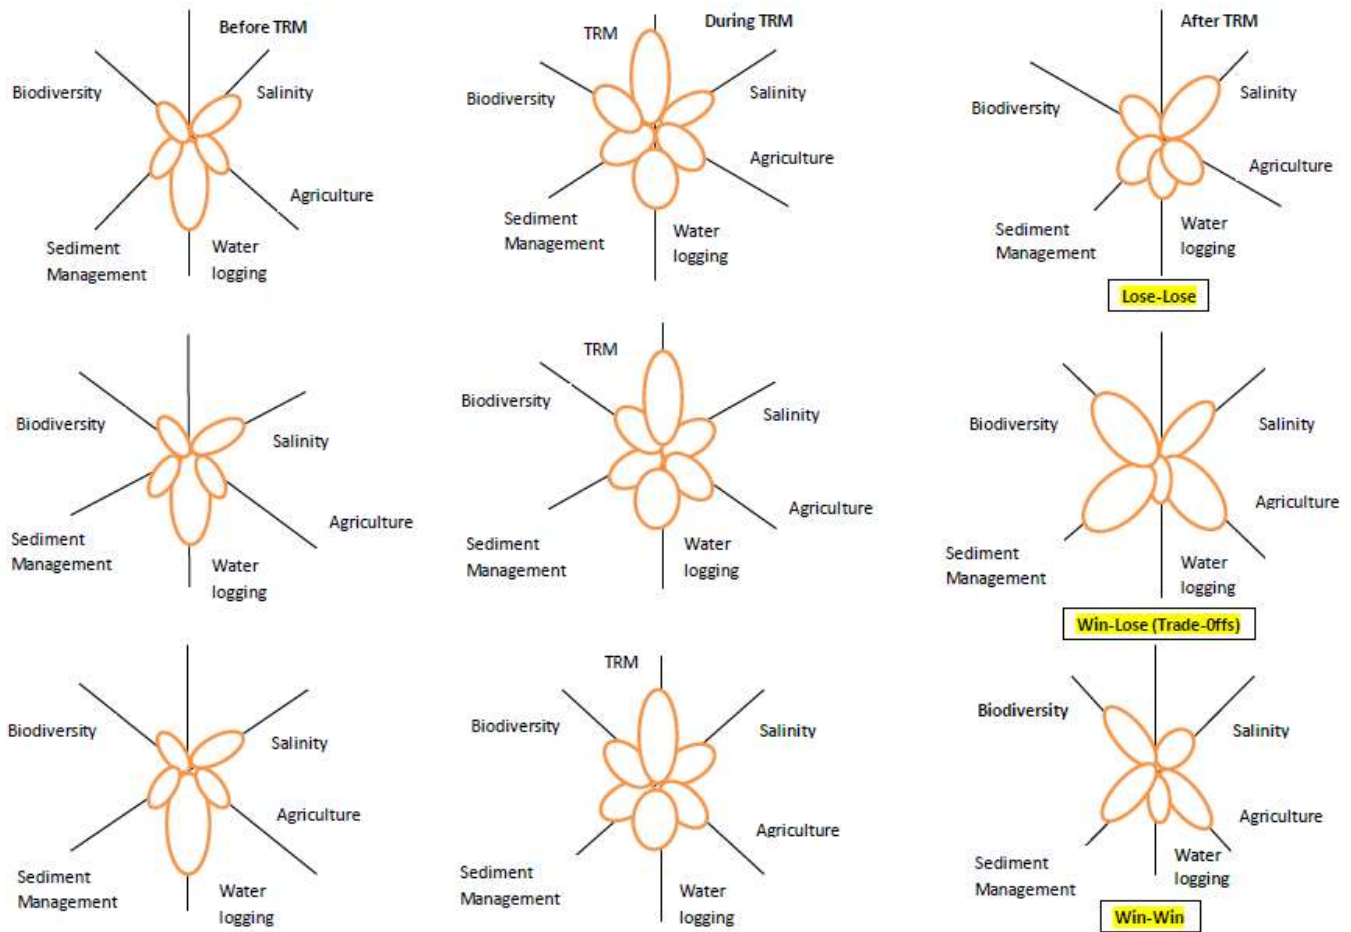 Before TRM
Biodiversity
Salinity
Agriculture
Sediment
Management
Water
logging
During TRM
TRM
Biodiversity
Salinity
Agriculture
Sediment
Management
Water
logging
After TRM
Biodiversity
Salinity
Agriculture
Sediment
Management
Water
logging
Lose-Lose
Biodiversity
Salinity
Agriculture
Sediment
Management
Water
logging
TRM
Biodiversity
Salinity
Agriculture
Sediment
Management
Water
logging
Biodiversity
Salinity
Agriculture
Sediment
Management
Water
logging
Win-Lose (Trade-Offs)
Biodiversity
Salinity
Agriculture
Sediment
Management
Water
logging
TRM
Biodiversity
Salinity
Agriculture
Sediment
Management
Water
logging
Biodiversity
Salinity
Agriculture
Sediment
Management
Water
logging
Win-Win